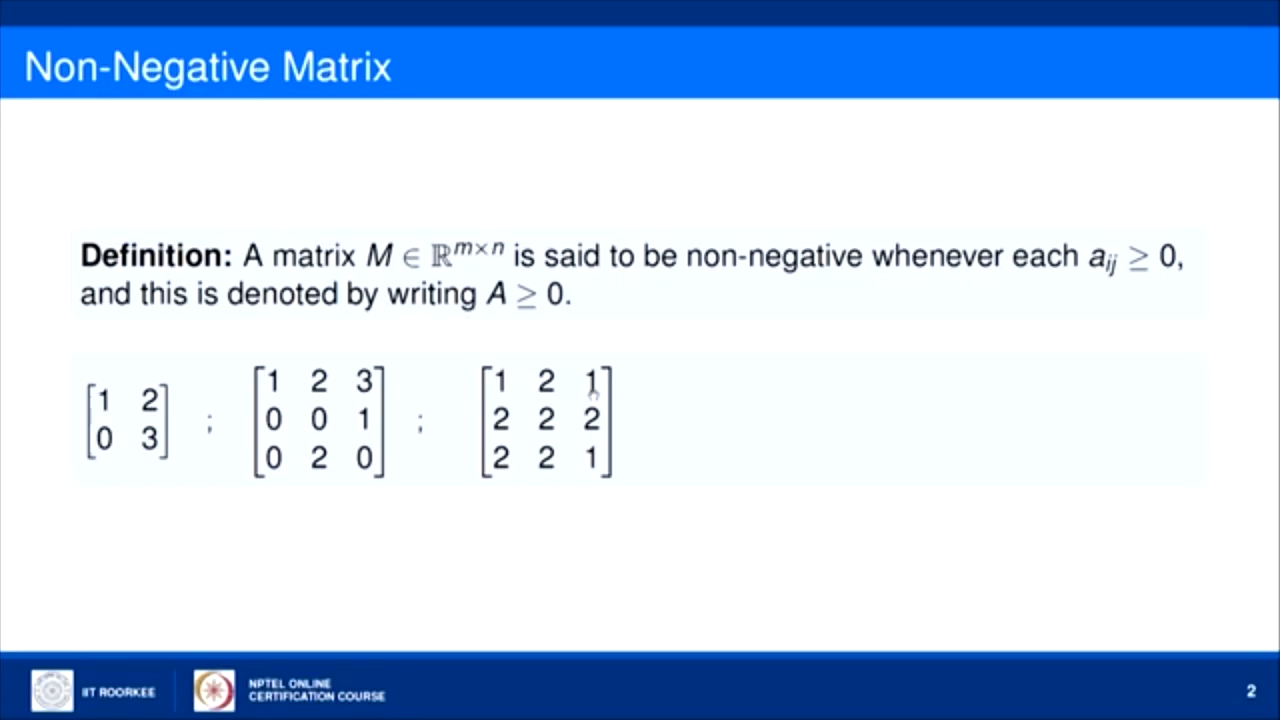 Non-Negative Matrix
Definition: A matrix M ∈ ℝ^{m×n} is said to be non-negative whenever each a_{ij} ≥ 0,
and this is denoted by writing A ≥ 0.
[1 2; 0 3] ; [1 2 3; 0 0 1; 0 2 0] ; [1 2 1; 2 2 2; 2 2 1]
IIT ROORKEE
NPTEL ONLINE
CERTIFICATION COURSE
2